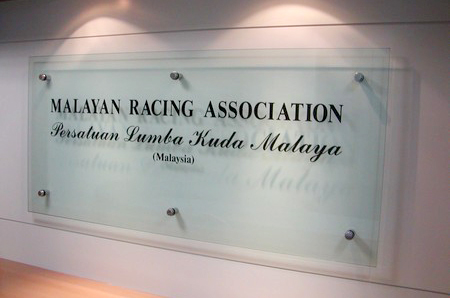 MALAYAN RACING ASSOCIATION
Persatuan Lumba Kuda Malaya
(Malaysia)